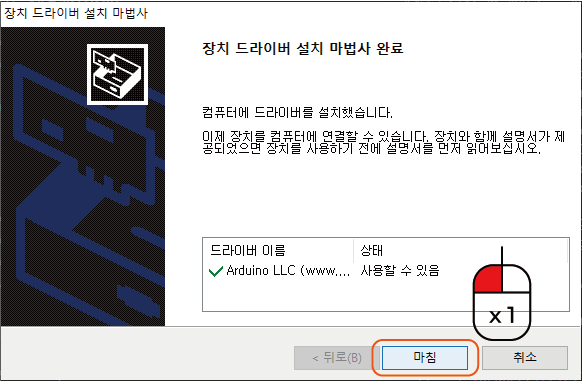 장치 드라이버 설치 마법사
장치 드라이버 설치 마법사 완료
컴퓨터에 드라이버를 설치했습니다.
이제 장치를 컴퓨터에 연결할 수 있습니다. 장치와 함께 설명서가 제
공되었으면 장치를 사용하기 전에 설명서를 먼저 읽어보십시오.
드라이버 이름 상태
Arduino LLC (www.... 사용할 수 있음
x1
< 뒤로(B) 마침 취소